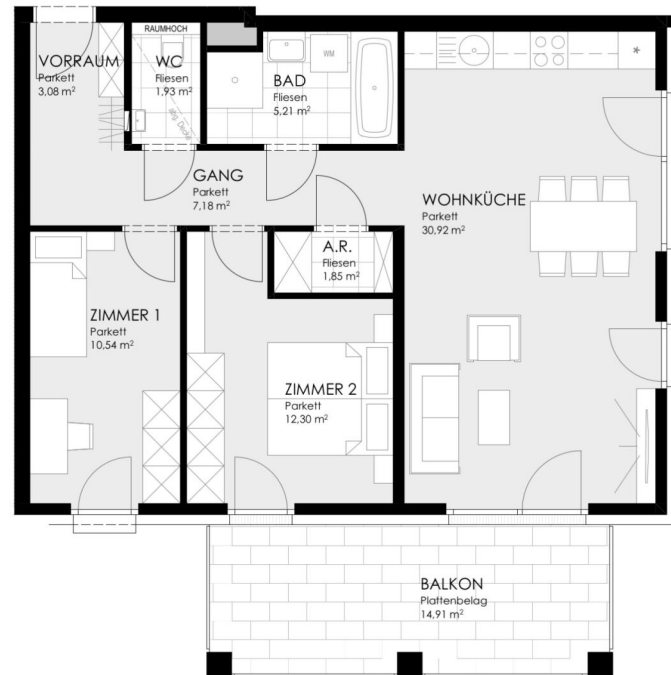 RAUMHOCH
VORRAUM
Parkett
3,08 m²
WC
Fliesen
1,93 m²
abg. Decke
WM
BAD
Fliesen
5,21 m²
*
GANG
Parkett
7,18 m²
WOHNKÜCHE
Parkett
30,92 m²
A.R.
Fliesen
1,85 m²
ZIMMER 1
Parkett
10,54 m²
ZIMMER 2
Parkett
12,30 m²
BALKON
Plattenbelag
14,91 m²